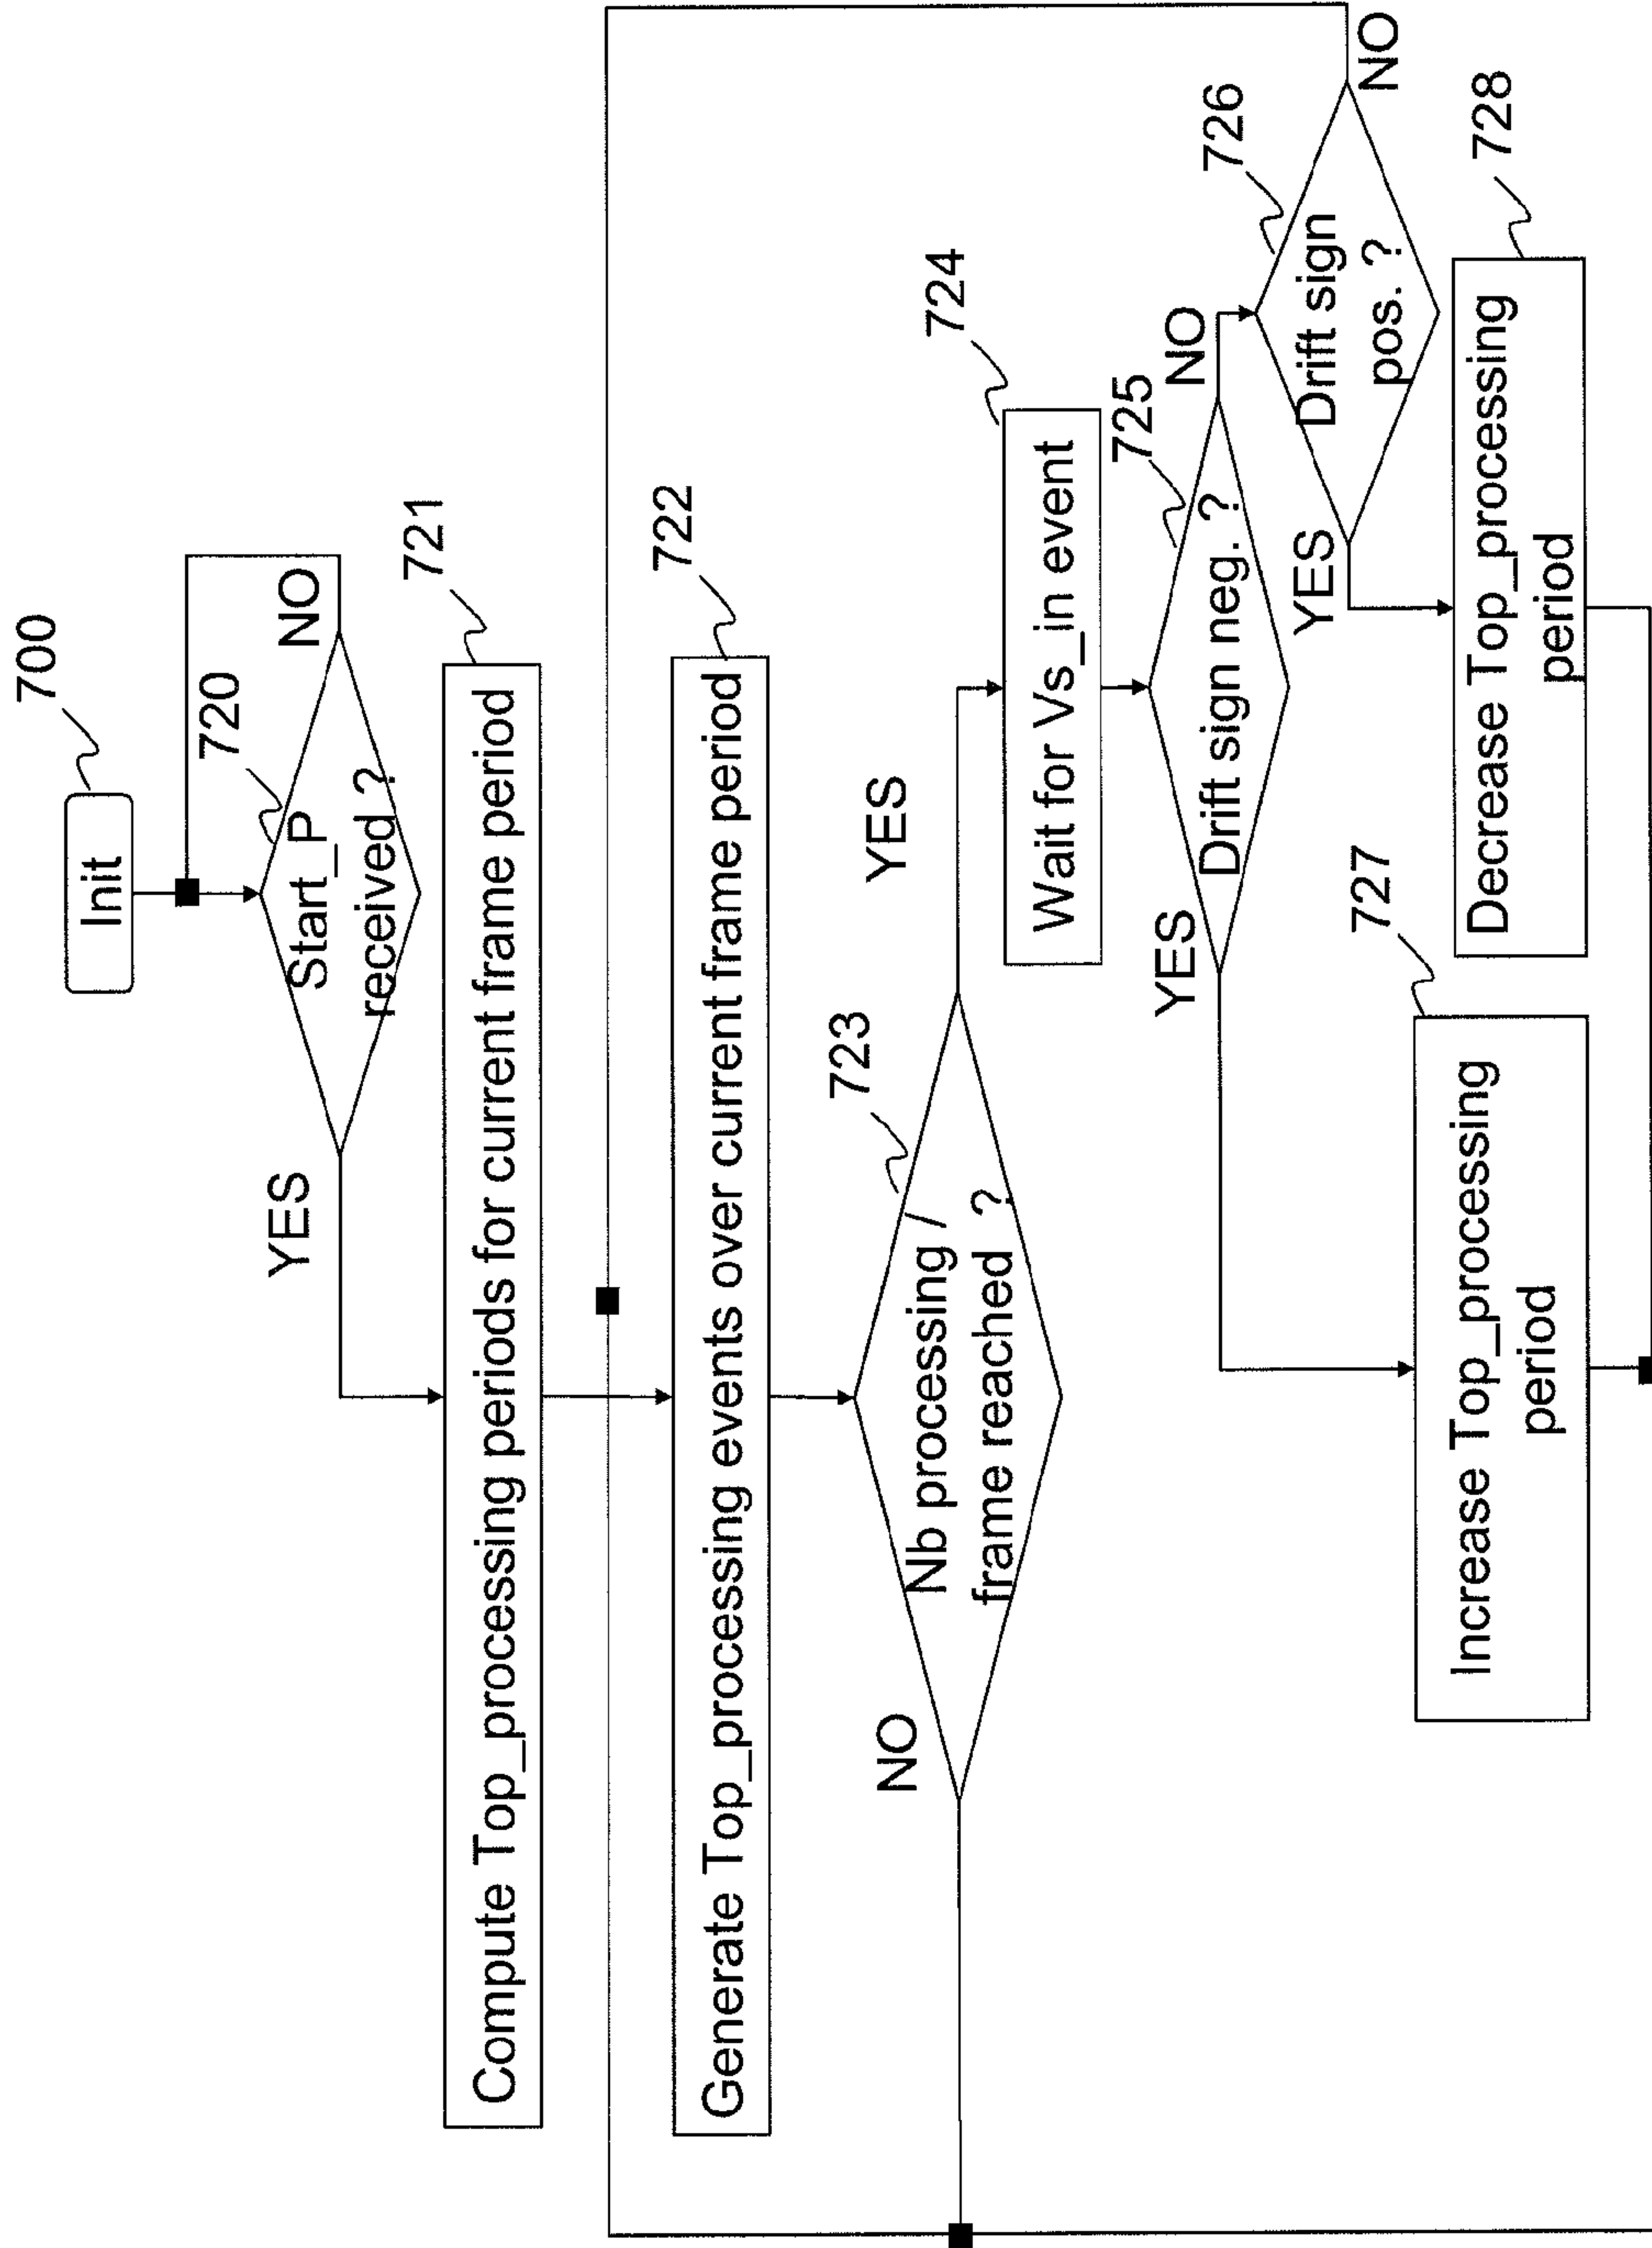 Init
700
Start_P
received ?
720
NO
YES
Compute Top_processing periods for current frame period
721
Generate Top_processing events over current frame period
722
Nb processing /
frame reached ?
723
NO
YES
Wait for Vs_in event
724
Drift sign neg. ?
725
YES
NO
Drift sign
pos. ?
726
YES
NO
Increase Top_processing
period
727
Decrease Top_processing
period
728